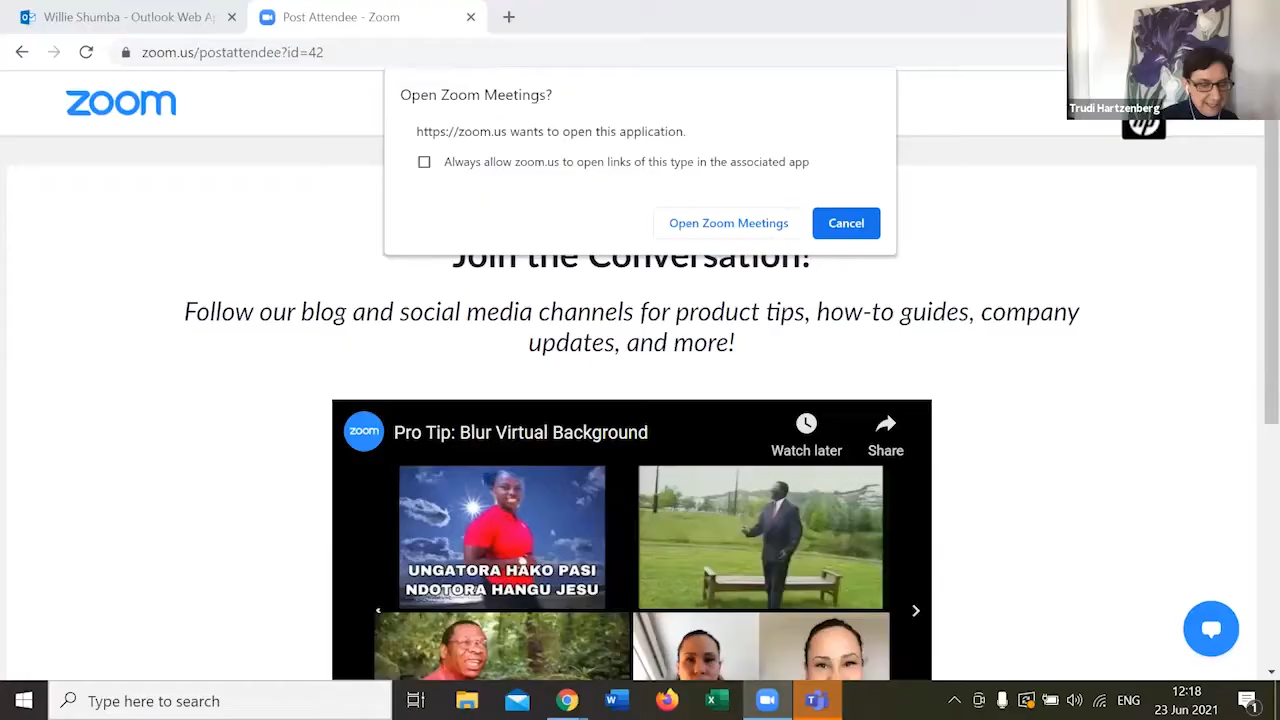 Willie Shumba - Outlook Web Ap
Post Attendee - Zoom
zoom.us/postattendee?id=42
Trudi Hartzenberg
hp
zoom
Open Zoom Meetings?
https://zoom.us wants to open this application.
Always allow zoom.us to open links of this type in the associated app
Open Zoom Meetings
Cancel
Join the Conversation!
Follow our blog and social media channels for product tips, how-to guides, company
updates, and more!
zoom
Pro Tip: Blur Virtual Background
Watch later
Share
UNGATORA HAKO PASI
NDOTORA HANGU JESU
Type here to search
ENG
12:18
23 Jun 2021
1